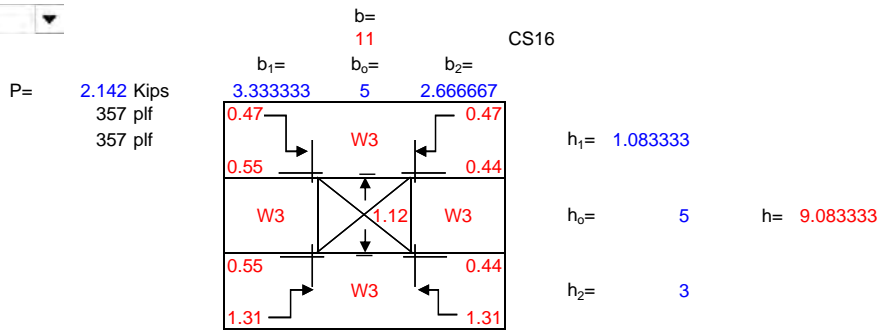 b=
11 CS16
b₁= bₒ= b₂=
P= 2.142 Kips 3.333333 5 2.666667
357 plf 0.47 0.47
357 plf W3 h₁= 1.083333
0.55 0.44
W3 1.12 W3 hₒ= 5 h= 9.083333
0.55 0.44
W3 h₂= 3
1.31 1.31